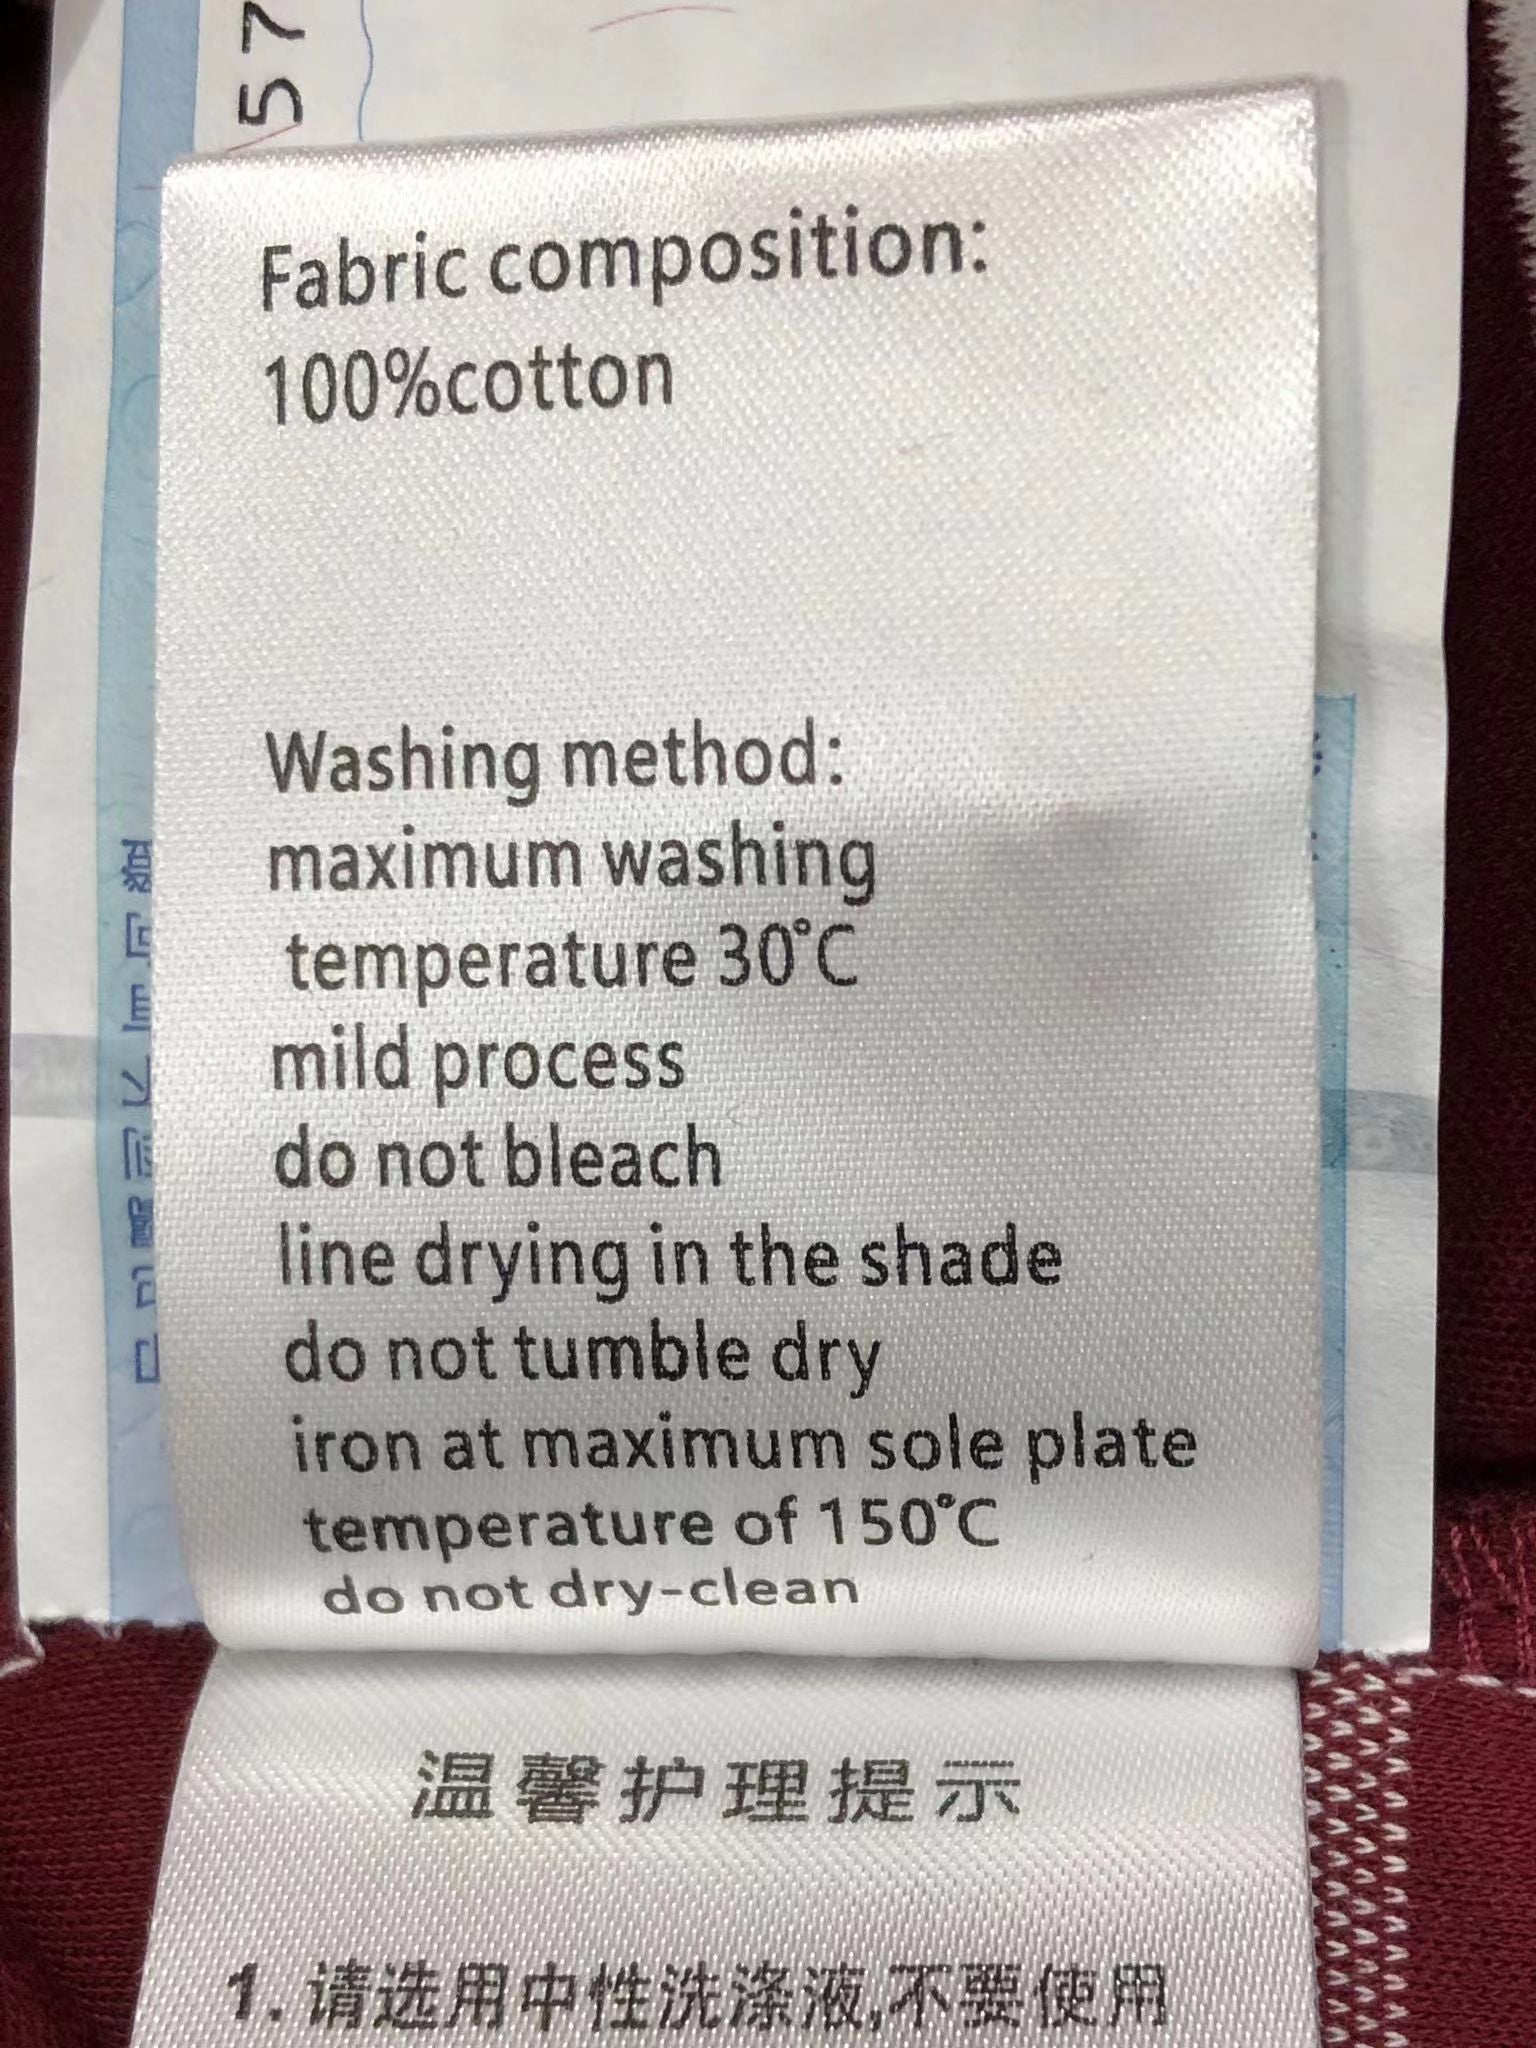 57
Fabric composition:
100%cotton
Washing method:
maximum washing
temperature 30°C
mild process
do not bleach
line drying in the shade
do not tumble dry
iron at maximum sole plate
temperature of 150°C
do not dry-clean
温馨护理提示
1.请选用中性洗涤液,不要使用